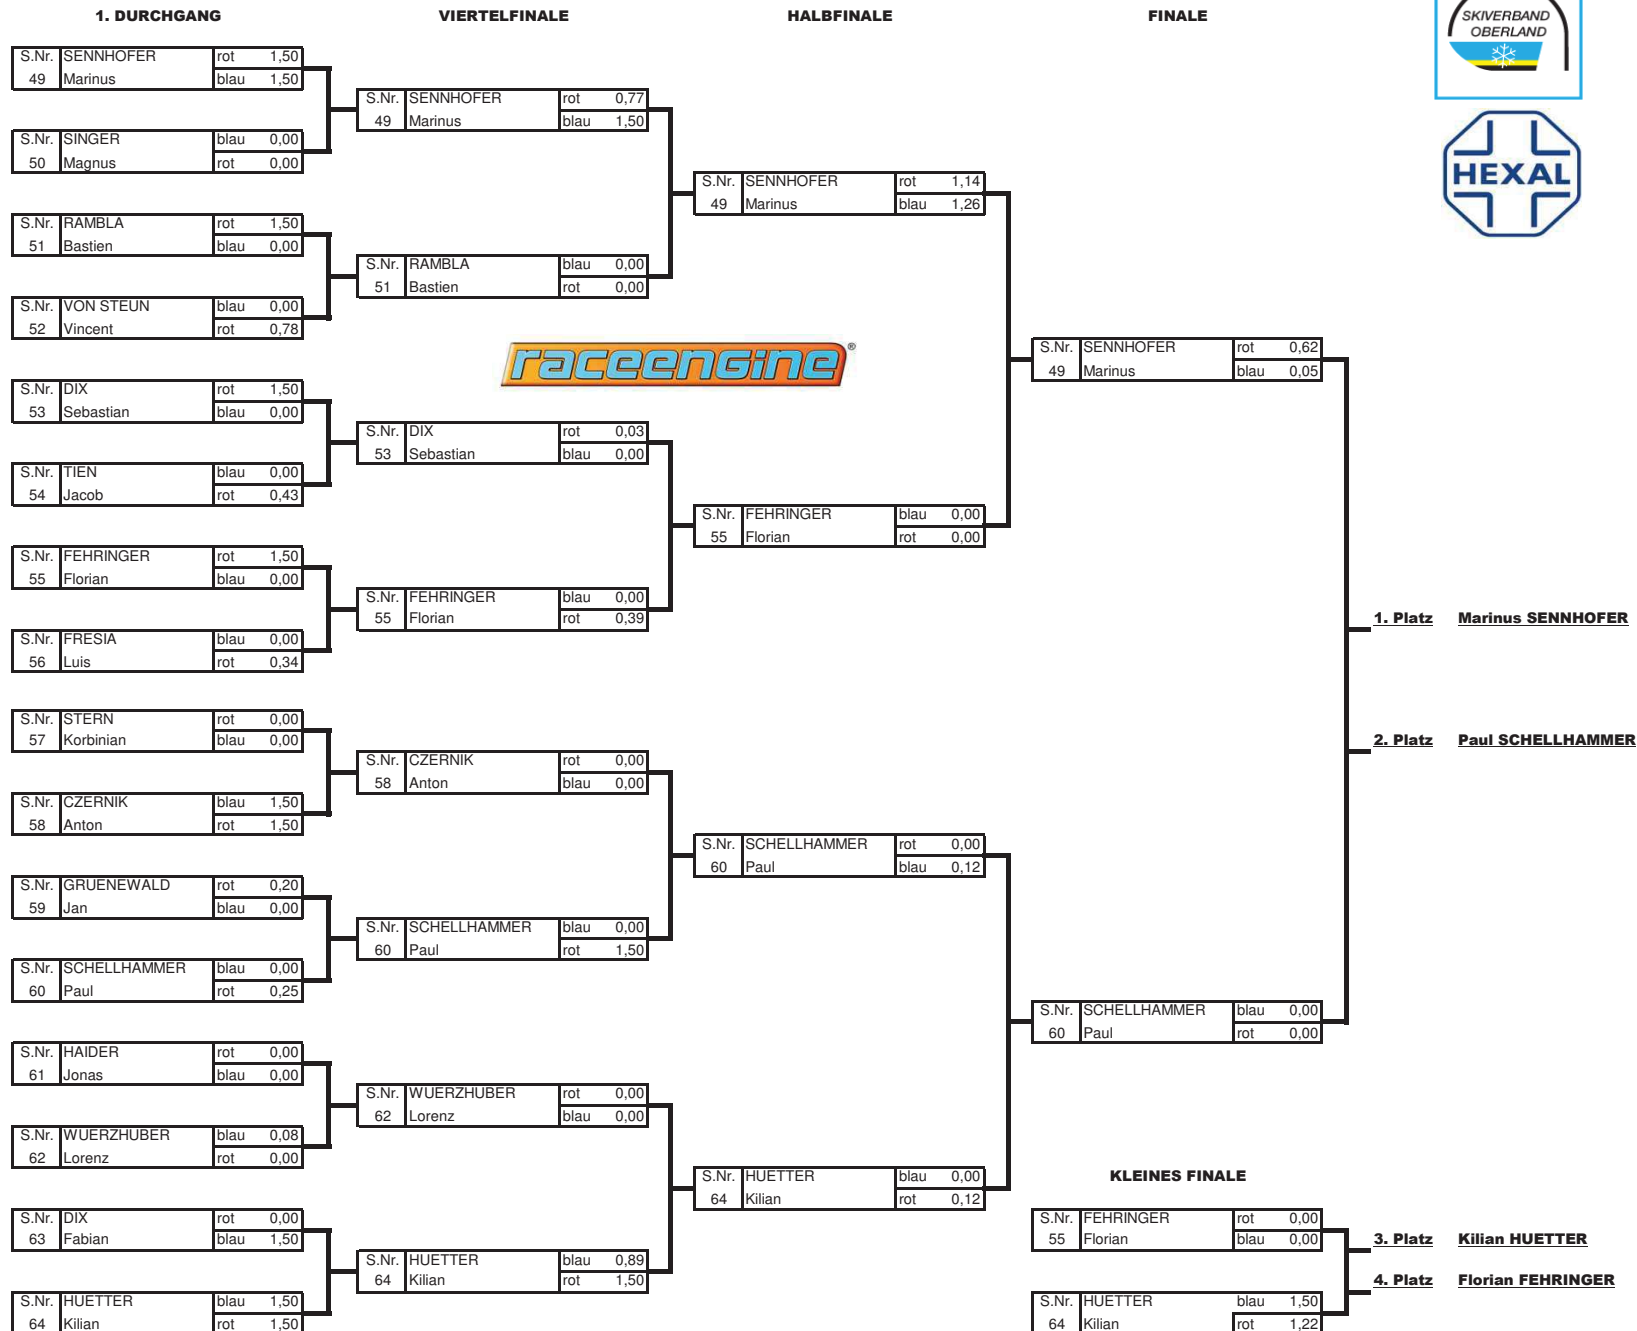 1. DURCHGANG VIERTELFINALE HALBFINALE FINALE
SKIVERBAND
OBERLAND
HEXAL
S.Nr. SENNHOFER rot 1,50
49 Marinus blau 1,50
S.Nr. SINGER blau 0,00
50 Magnus rot 0,00
S.Nr. RAMBLA rot 1,50
51 Bastien blau 0,00
S.Nr. VON STEUN blau 0,00
52 Vincent rot 0,78
S.Nr. DIX rot 1,50
53 Sebastian blau 0,00
S.Nr. TIEN blau 0,00
54 Jacob rot 0,43
S.Nr. FEHRINGER rot 1,50
55 Florian blau 0,00
S.Nr. FRESIA blau 0,00
56 Luis rot 0,34
S.Nr. STERN rot 0,00
57 Korbinian blau 0,00
S.Nr. CZERNIK blau 1,50
58 Anton rot 1,50
S.Nr. GRUENEWALD rot 0,20
59 Jan blau 0,00
S.Nr. SCHELLHAMMER blau 0,00
60 Paul rot 0,25
S.Nr. HAIDER rot 0,00
61 Jonas blau 0,00
S.Nr. WUERZHUBER blau 0,08
62 Lorenz rot 0,00
S.Nr. DIX rot 0,00
63 Fabian blau 1,50
S.Nr. HUETTER blau 1,50
64 Kilian rot 1,50
S.Nr. SENNHOFER rot 0,77
49 Marinus blau 1,50
S.Nr. RAMBLA blau 0,00
51 Bastien rot 0,00
raceengine®
S.Nr. DIX rot 0,03
53 Sebastian blau 0,00
S.Nr. FEHRINGER blau 0,00
55 Florian rot 0,39
S.Nr. CZERNIK rot 0,00
58 Anton blau 0,00
S.Nr. SCHELLHAMMER blau 0,00
60 Paul rot 1,50
S.Nr. WUERZHUBER rot 0,00
62 Lorenz blau 0,00
S.Nr. HUETTER blau 0,89
64 Kilian rot 1,50
S.Nr. SENNHOFER rot 1,14
49 Marinus blau 1,26
S.Nr. FEHRINGER blau 0,00
55 Florian rot 0,00
S.Nr. SCHELLHAMMER rot 0,00
60 Paul blau 0,12
S.Nr. HUETTER blau 0,00
64 Kilian rot 0,12
S.Nr. SENNHOFER rot 0,62
49 Marinus blau 0,05
S.Nr. SCHELLHAMMER blau 0,00
60 Paul rot 0,00
1. Platz Marinus SENNHOFER
2. Platz Paul SCHELLHAMMER
KLEINES FINALE
S.Nr. FEHRINGER rot 0,00
55 Florian blau 0,00
S.Nr. HUETTER blau 1,50
64 Kilian rot 1,22
3. Platz Kilian HUETTER
4. Platz Florian FEHRINGER